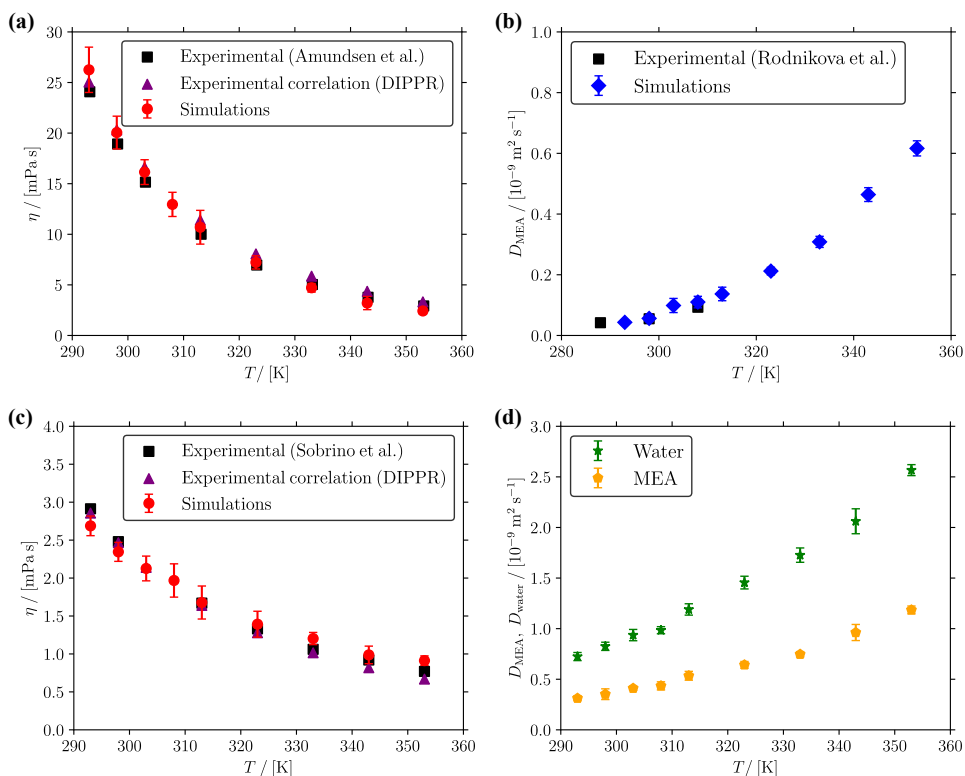 (a)
30
25
20
15
10
5
0
η / [mPa s]
290 300 310 320 330 340 350 360
T / [K]
Experimental (Amundsen et al.)
Experimental correlation (DIPPR)
Simulations
(b)
1.0
0.8
0.6
0.4
0.2
0.0
D_MEA / [10⁻⁹ m² s⁻¹]
280 300 320 340 360
T / [K]
Experimental (Rodnikova et al.)
Simulations
(c)
4.0
3.5
3.0
2.5
2.0
1.5
1.0
0.5
0.0
η / [mPa s]
290 300 310 320 330 340 350 360
T / [K]
Experimental (Sobrino et al.)
Experimental correlation (DIPPR)
Simulations
(d)
3.0
2.5
2.0
1.5
1.0
0.5
0.0
D_MEA, D_water / [10⁻⁹ m² s⁻¹]
290 300 310 320 330 340 350 360
T / [K]
Water
MEA